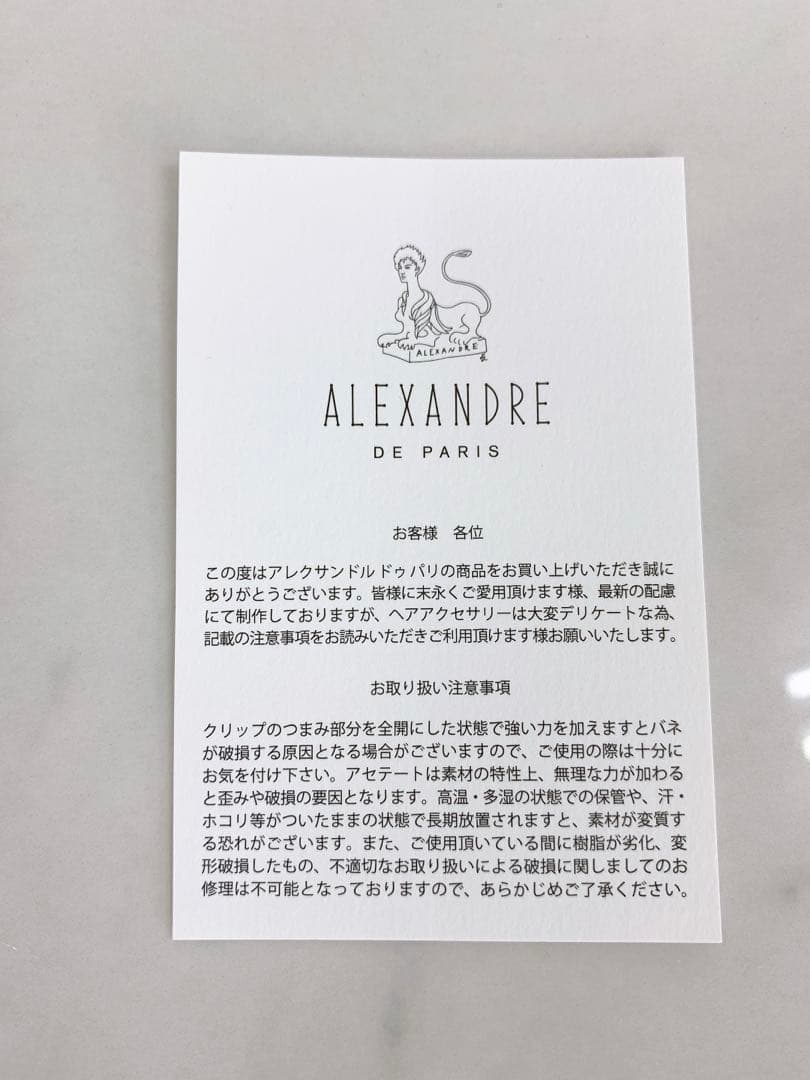 ALEXANDRE
ALEXANDRE
DE PARIS
お客様　各位
この度はアレクサンドル ドゥ パリの商品をお買い上げいただき誠に
ありがとうございます。皆様に末永くご愛用頂けます様、最新の配慮
にて制作しておりますが、ヘアアクセサリーは大変デリケートな為、
記載の注意事項をお読みいただきご利用頂けます様お願いいたします。
お取り扱い注意事項
クリップのつまみ部分を全開にした状態で強い力を加えますとバネ
が破損する原因となる場合がございますので、ご使用の際は十分に
お気を付け下さい。アセテートは素材の特性上、無理な力が加わる
と歪みや破損の要因となります。高温・多湿の状態での保管や、汗・
ホコリ等がついたままの状態で長期放置されますと、素材が変質す
る恐れがございます。また、ご使用頂いている間に樹脂が劣化、変
形破損したもの、不適切なお取り扱いによる破損に関しましてのお
修理は不可能となっておりますので、あらかじめご了承ください。